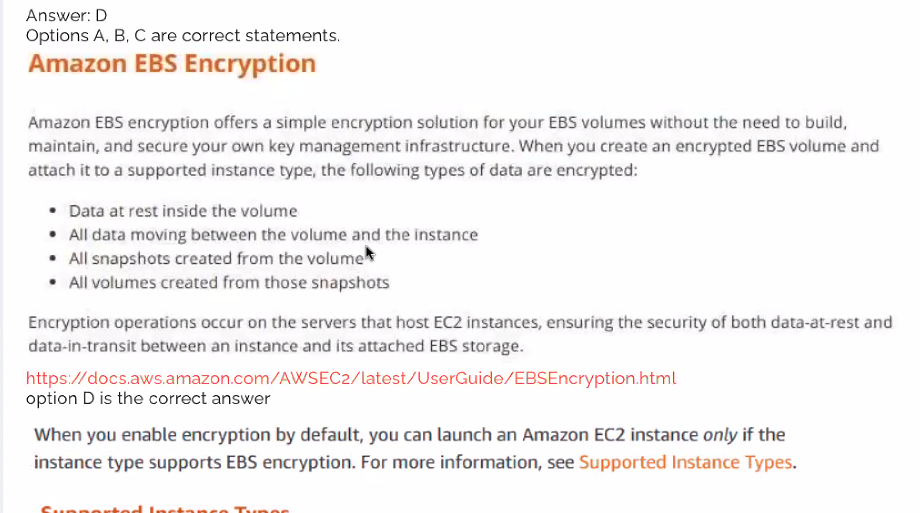 Answer: D
Options A, B, C are correct statements.
Amazon EBS Encryption
Amazon EBS encryption offers a simple encryption solution for your EBS volumes without the need to build,
maintain, and secure your own key management infrastructure. When you create an encrypted EBS volume and
attach it to a supported instance type, the following types of data are encrypted:
• Data at rest inside the volume
• All data moving between the volume and the instance
• All snapshots created from the volume
• All volumes created from those snapshots
Encryption operations occur on the servers that host EC2 instances, ensuring the security of both data-at-rest and
data-in-transit between an instance and its attached EBS storage.
https://docs.aws.amazon.com/AWSEC2/latest/UserGuide/EBSEncryption.html
option D is the correct answer
When you enable encryption by default, you can launch an Amazon EC2 instance only if the
instance type supports EBS encryption. For more information, see Supported Instance Types.
Supported Instance Types